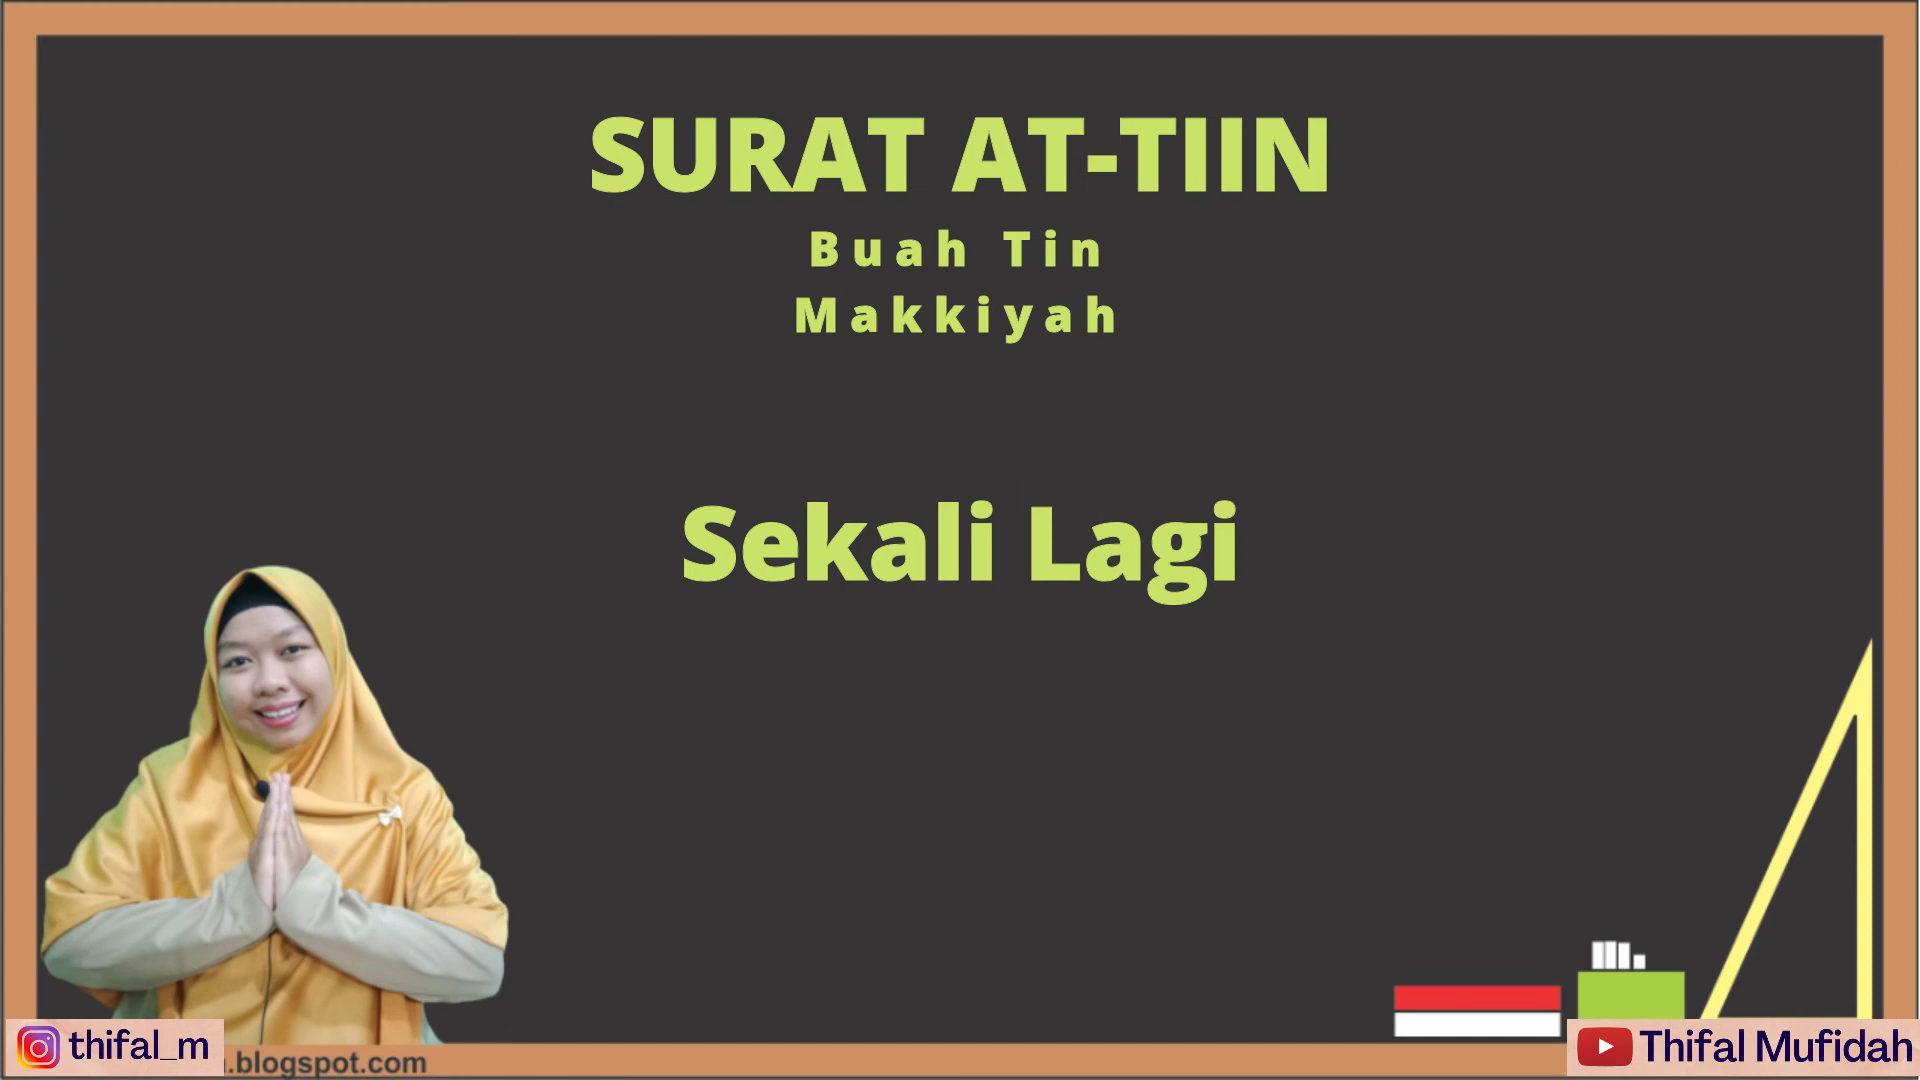 SURAT AT-TIIN
Buah Tin
Makkiyah
Sekali Lagi
thifal_m
.blogspot.com
Thifal Mufidah